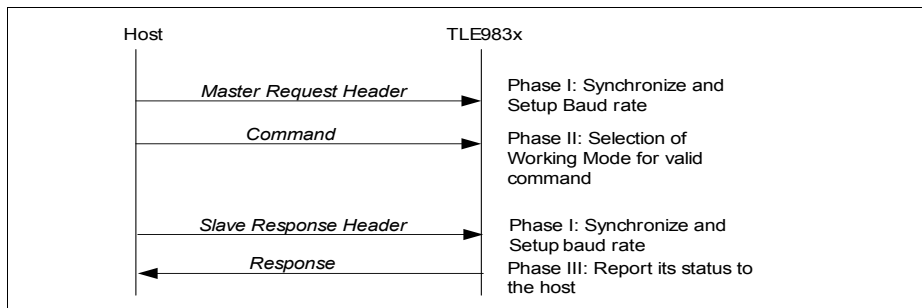 Host
TLE983x
Master Request Header
Phase I: Synchronize and
Setup Baud rate
Command
Phase II: Selection of
Working Mode for valid
command
Slave Response Header
Phase I: Synchronize and
Setup baud rate
Response
Phase III: Report its status to
the host